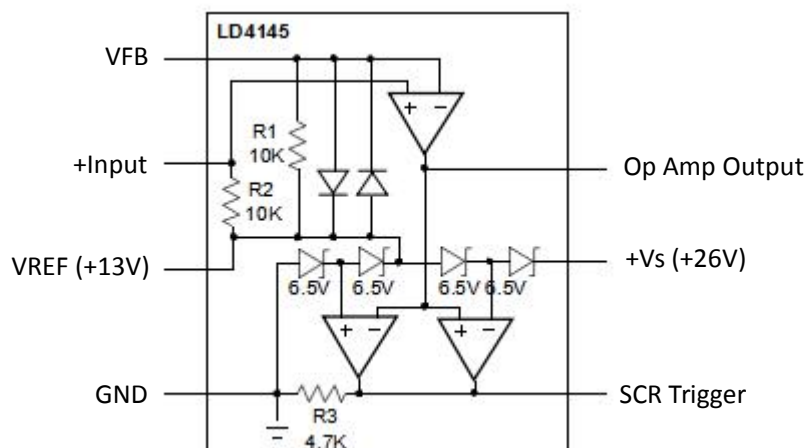 LD4145
VFB
+ −
R1
10K
+Input
Op Amp Output
R2
10K
VREF (+13V)
+Vs (+26V)
6.5V 6.5V 6.5V 6.5V
+ − + −
GND
SCR Trigger
R3
4.7K